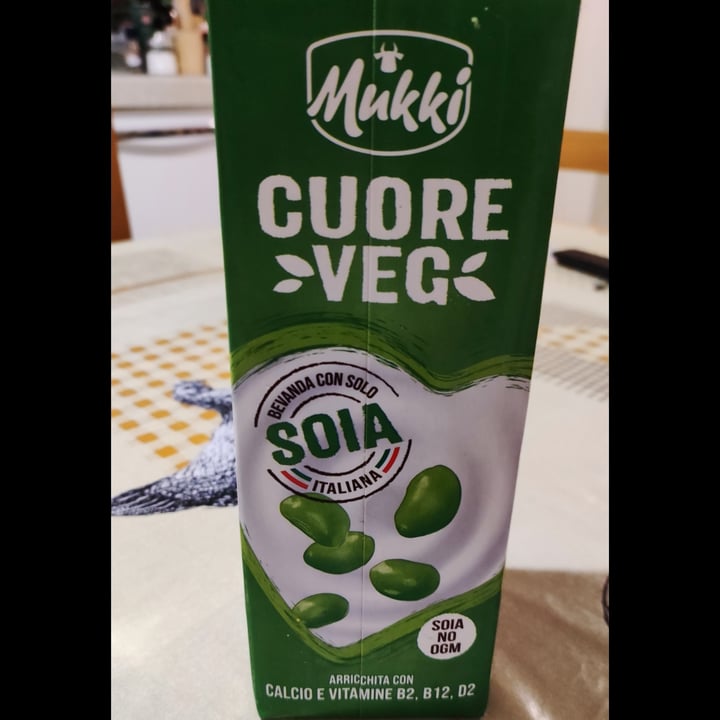 Mukki
CUORE
VEG
BEVANDA CON SOLO
SOIA
ITALIANA
SOIA
NO
OGM
ARRICCHITA CON
CALCIO E VITAMINE B2, B12, D2